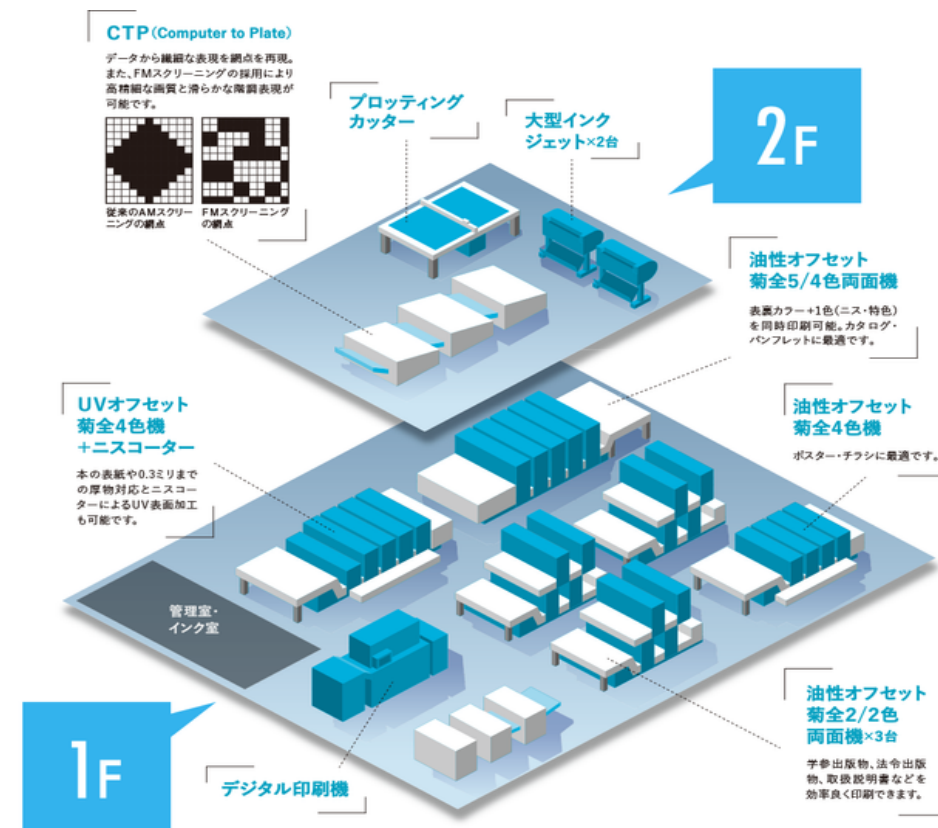 CTP(Computer to Plate)
データから繊細な表現を網点を再現。
また、FMスクリーニングの採用により
高精細な画質と滑らかな階調表現が
可能です。
従来のAMスクリー
ニングの網点
FMスクリーニング
の網点
プロッティング
カッター
大型インク
ジェット×2台
2F
油性オフセット
菊全5/4色両面機
表裏カラー+1色(ニス・特色)
を同時印刷可能。カタログ・
パンフレットに最適です。
UVオフセット
菊全4色機
+ニスコーター
本の表紙や0.3ミリまで
の厚物対応とニスコー
ターによるUV表面加工
も可能です。
油性オフセット
菊全4色機
ポスター・チラシに最適です。
管理室・
インク室
1F
デジタル印刷機
油性オフセット
菊全2/2色
両面機×3台
学参出版物、法令出版
物、取扱説明書などを
効率良く印刷できます。